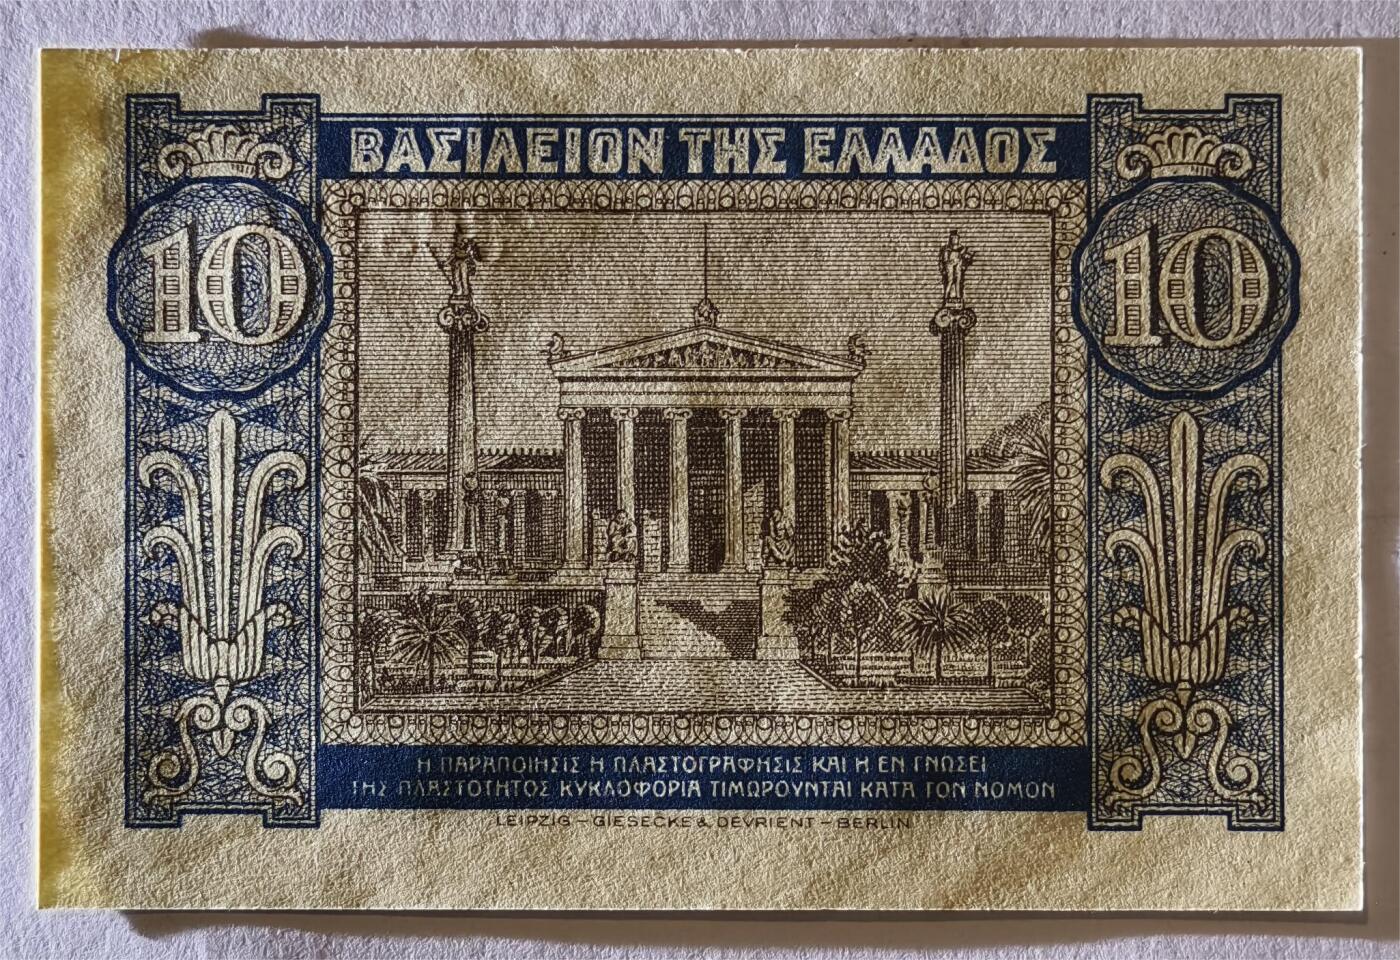 ΒΑΣΙΛΕΙΟΝ ΤΗΣ ΕΛΛΑΔΟΣ
10 10
Η ΠΑΡΑΠΟΙΗΣΙΣ Η ΠΛΑΣΤΟΓΡΑΦΗΣΙΣ ΚΑΙ Η ΕΝ ΓΝΩΣΕΙ
ΤΗΣ ΠΛΑΣΤΟΤΗΤΟΣ ΚΥΚΛΟΦΟΡΙΑ ΤΙΜΩΡΟΥΝΤΑΙ ΚΑΤΑ ΤΟΝ ΝΟΜΟΝ
LEIPZIG – GIESECKE & DEVRIENT – BERLIN